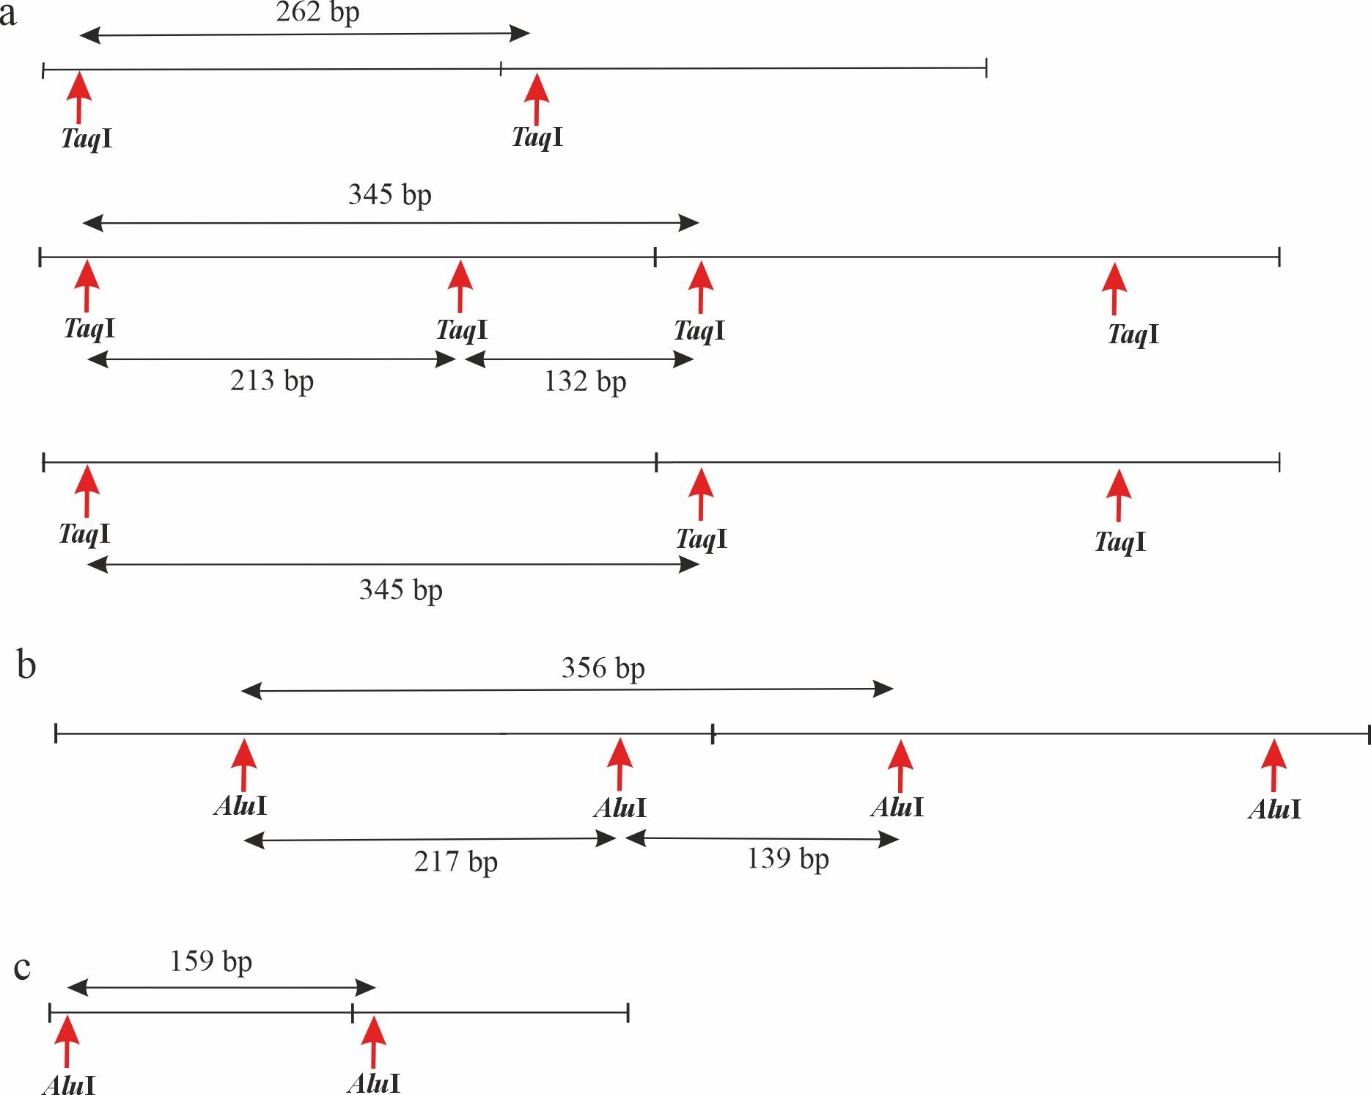 a
262 bp
TaqI TaqI
345 bp
TaqI TaqI TaqI TaqI
213 bp 132 bp
TaqI TaqI TaqI
345 bp
b
356 bp
AluI AluI AluI AluI
217 bp 139 bp
c
159 bp
AluI AluI